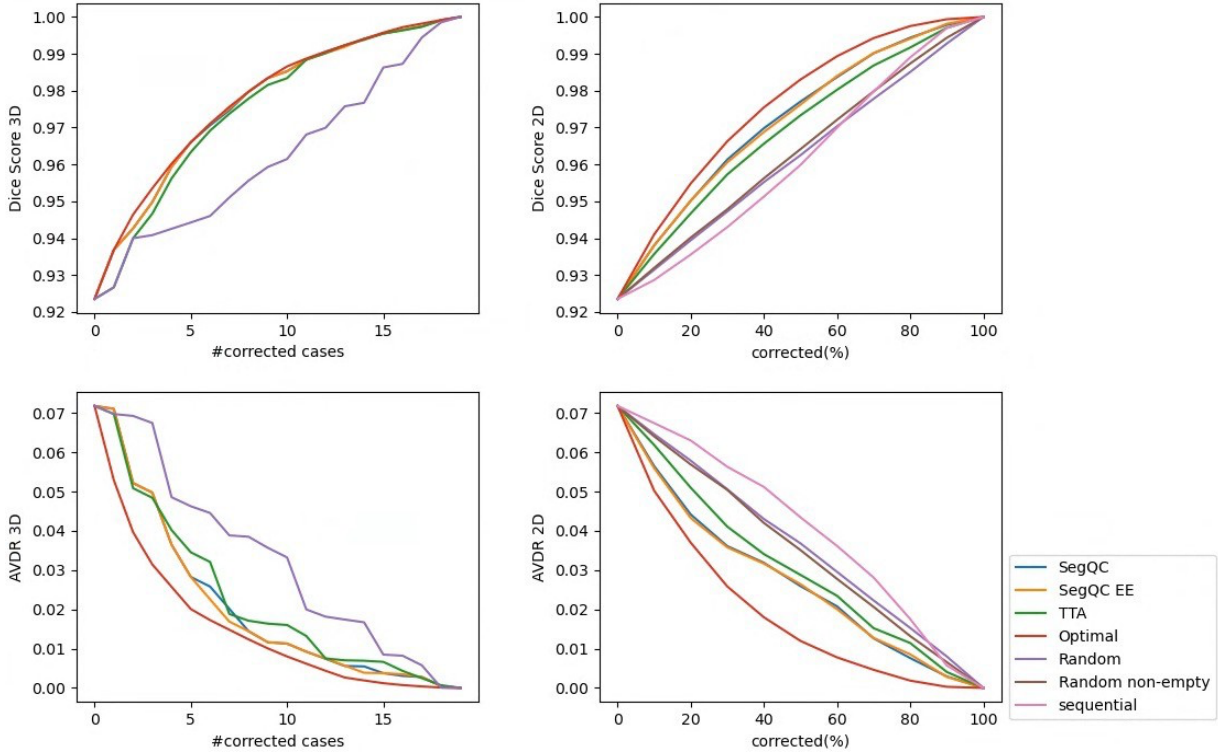 1.00
0.99
0.98
0.97
0.96
0.95
0.94
0.93
0.92
Dice Score 3D
0 5 10 15
#corrected cases
1.00
0.99
0.98
0.97
0.96
0.95
0.94
0.93
0.92
Dice Score 2D
0 20 40 60 80 100
corrected(%)
0.07
0.06
0.05
0.04
0.03
0.02
0.01
0.00
AVDR 3D
0 5 10 15
#corrected cases
0.07
0.06
0.05
0.04
0.03
0.02
0.01
0.00
AVDR 2D
0 20 40 60 80 100
corrected(%)
SegQC
SegQC EE
TTA
Optimal
Random
Random non-empty
sequential